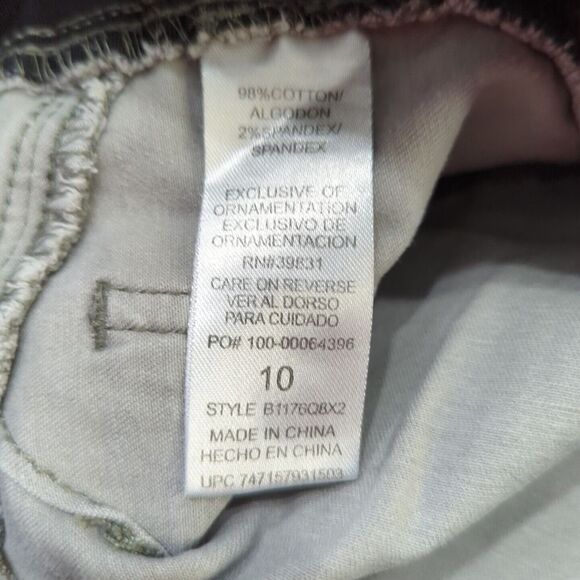 98%COTTON/
ALGODON
2%SPANDEX/
SPANDEX
EXCLUSIVE OF
ORNAMENTATION
EXCLUSIVO DE
ORNAMENTACION
RN#39831
CARE ON REVERSE
VER AL DORSO
PARA CUIDADO
PO# 100-00064396
10
STYLE B1176Q8X2
MADE IN CHINA
HECHO EN CHINA
UPC 747157931503